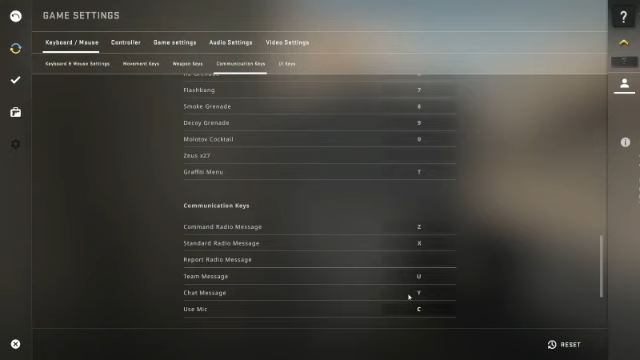 GAME SETTINGS
?
Keyboard / Mouse Controller Game settings Audio Settings Video Settings
Keyboard & Mouse Settings Movement Keys Weapon Keys Communication Keys UI Keys
Flashbang 7
Smoke Grenade 8
Decoy Grenade 9
Molotov Cocktail 0
Zeus x27
Graffiti Menu T
Communication Keys
Command Radio Message Z
Standard Radio Message X
Report Radio Message
Team Message U
Chat Message Y
Use Mic C
RESET